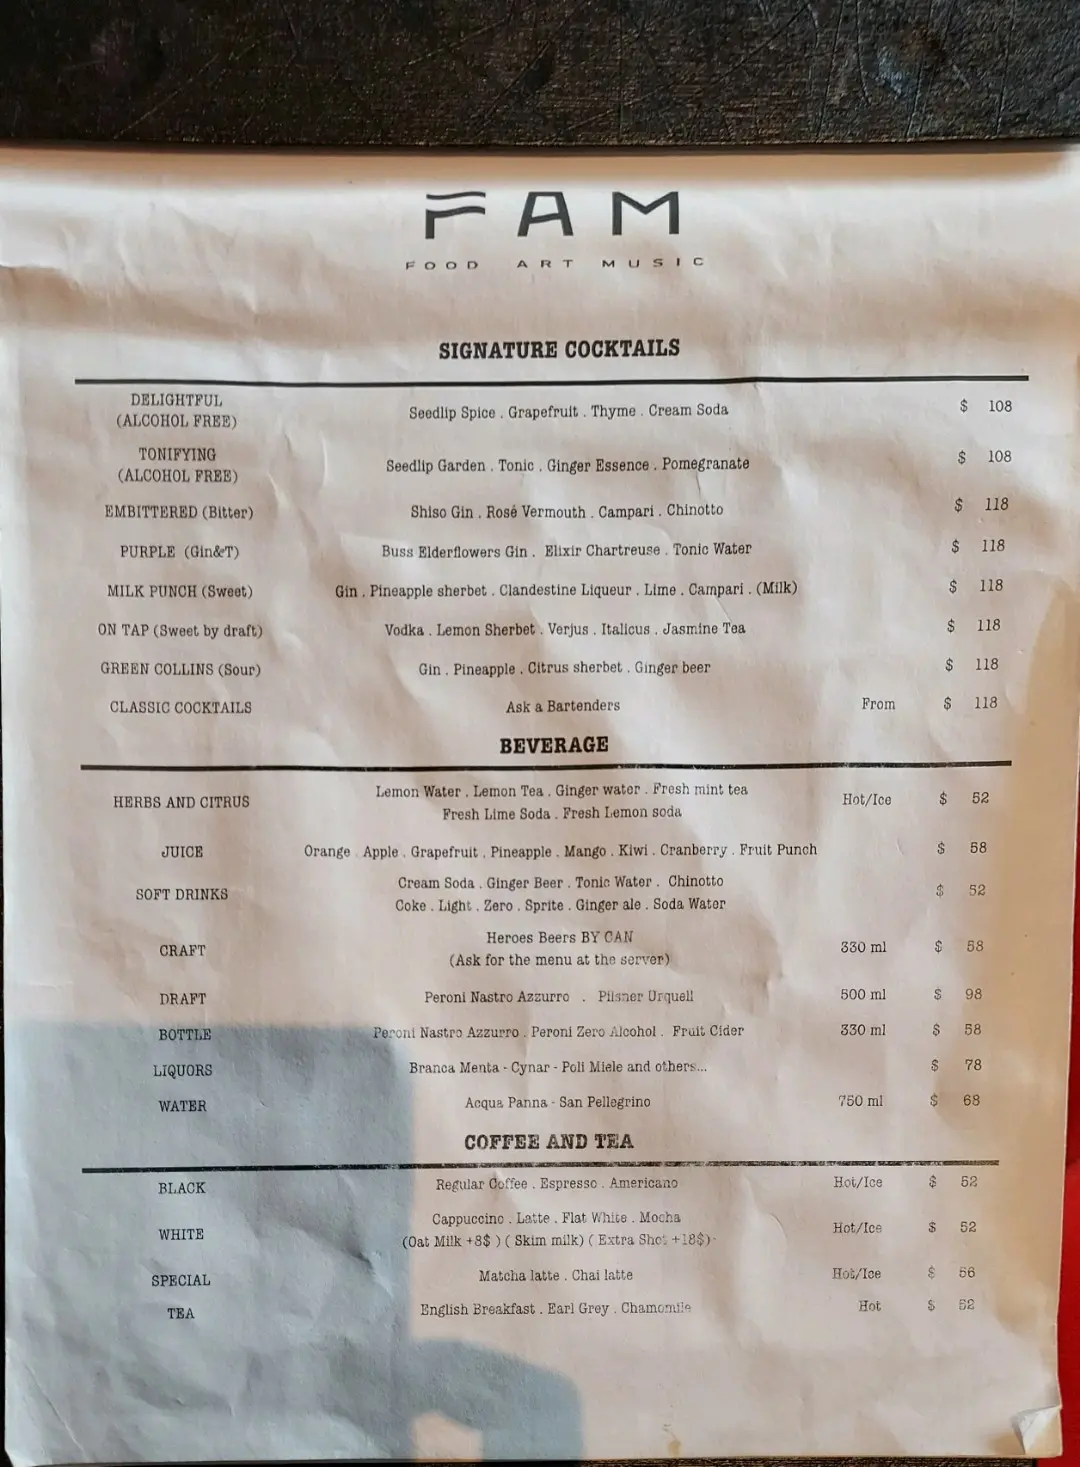 FAM
FOOD ART MUSIC
SIGNATURE COCKTAILS
DELIGHTFUL
(ALCOHOL FREE) Seedlip Spice . Grapefruit . Thyme . Cream Soda $ 108
TONIFYING
(ALCOHOL FREE) Seedlip Garden . Tonic . Ginger Essence . Pomegranate $ 108
EMBITTERED (Bitter) Shiso Gin . Rosé Vermouth . Campari . Chinotto $ 118
PURPLE (Gin&T) Buss Elderflowers Gin . Elixir Chartreuse . Tonic Water $ 118
MILK PUNCH (Sweet) Gin . Pineapple sherbet . Clandestine Liqueur . Lime . Campari . (Milk) $ 118
ON TAP (Sweet by draft) Vodka . Lemon Sherbet . Verjus . Italicus . Jasmine Tea $ 118
GREEN COLLINS (Sour) Gin . Pineapple . Citrus sherbet . Ginger beer $ 118
CLASSIC COCKTAILS Ask a Bartenders From $ 118
BEVERAGE
HERBS AND CITRUS Lemon Water . Lemon Tea . Ginger water . Fresh mint tea Hot/Ice $ 52
Fresh Lime Soda . Fresh Lemon soda
JUICE Orange . Apple . Grapefruit . Pineapple . Mango . Kiwi . Cranberry . Fruit Punch $ 58
SOFT DRINKS Cream Soda . Ginger Beer . Tonic Water . Chinotto $ 52
Coke . Light . Zero . Sprite . Ginger ale . Soda Water
CRAFT Heroes Beers BY CAN 330 ml $ 58
(Ask for the menu at the server)
DRAFT Peroni Nastro Azzurro . Pilsner Urquell 500 ml $ 98
BOTTLE Peroni Nastro Azzurro . Peroni Zero Alcohol . Fruit Cider 330 ml $ 58
LIQUORS Branca Menta - Cynar - Poli Miele and others... $ 78
WATER Acqua Panna - San Pellegrino 750 ml $ 68
COFFEE AND TEA
BLACK Regular Coffee . Espresso . Americano Hot/Ice $ 52
WHITE Cappuccino . Latte . Flat White . Mocha Hot/Ice $ 52
(Oat Milk +8$ ) ( Skim milk) ( Extra Shot +18$)
SPECIAL Matcha latte . Chai latte Hot/Ice $ 56
TEA English Breakfast . Earl Grey . Chamomile Hot $ 52